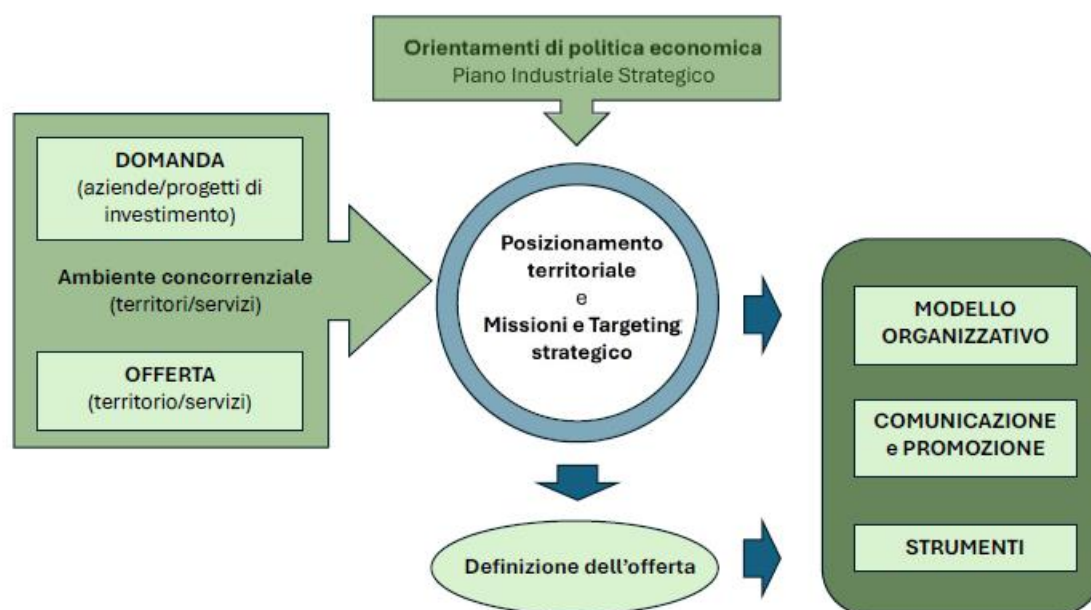 Orientamenti di politica economica
Piano Industriale Strategico
DOMANDA
(aziende/progetti di
investimento)
Ambiente concorrenziale
(territori/servizi)
OFFERTA
(territorio/servizi)
Posizionamento
territoriale
e
Missioni e Targeting
strategico
Definizione dell’offerta
MODELLO
ORGANIZZATIVO
COMUNICAZIONE
e PROMOZIONE
STRUMENTI